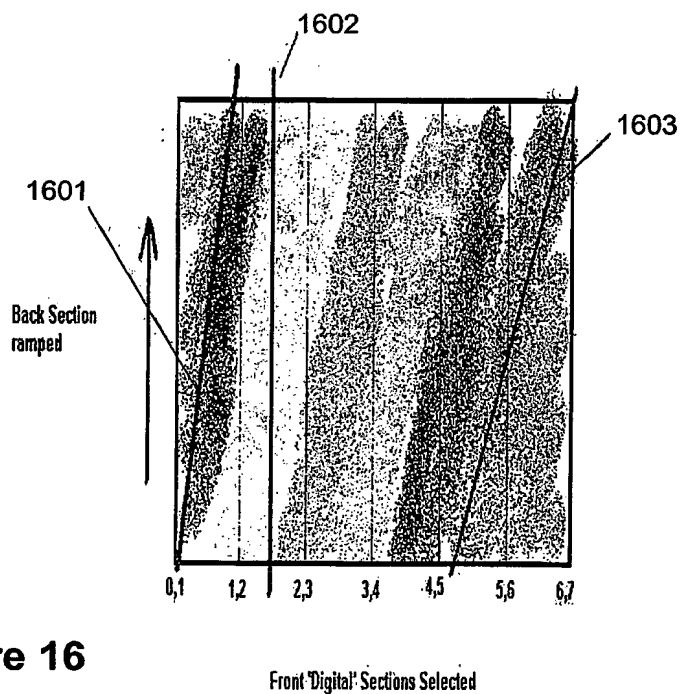 1602
1603
1601
Back Section
ramped
0,1 1,2 2,3 3,4 4,5 5,6 6,7
re 16
Front "Digital" Sections Selected